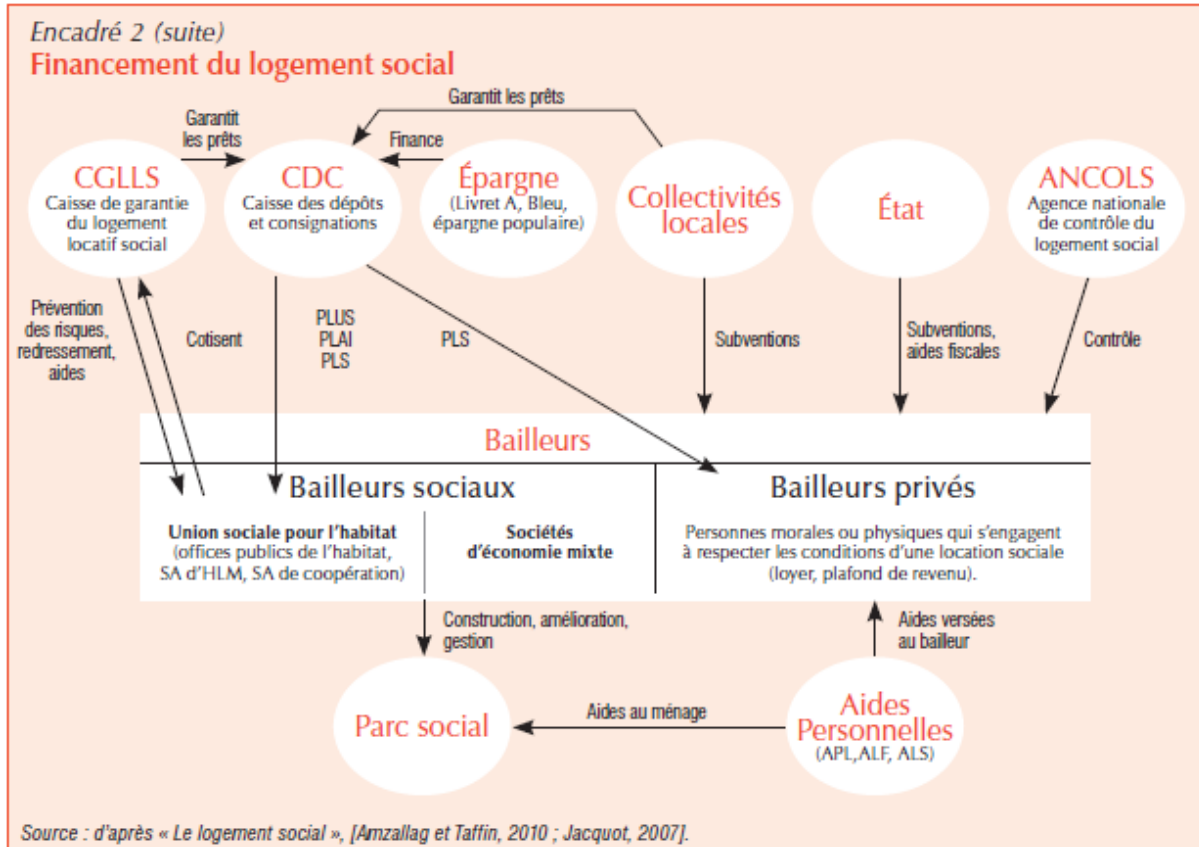 Encadré 2 (suite)
Financement du logement social
Garantit les prêts
Garantit
les prêts
Finance
CGLLS
Caisse de garantie
du logement
locatif social
CDC
Caisse des dépôts
et consignations
Épargne
(Livret A, Bleu,
épargne populaire)
Collectivités
locales
État
ANCOLS
Agence nationale
de contrôle du
logement social
Prévention
des risques,
redressement,
aides
Cotisent
PLUS
PLAI
PLS
PLS
Subventions
Subventions,
aides fiscales
Contrôle
Bailleurs
Bailleurs sociaux
Union sociale pour l'habitat
(offices publics de l'habitat,
SA d'HLM, SA de coopération)
Sociétés
d'économie mixte
Bailleurs privés
Personnes morales ou physiques qui s'engagent
à respecter les conditions d'une location sociale
(loyer, plafond de revenu).
Construction, amélioration,
gestion
Aides versées
au bailleur
Parc social
Aides au ménage
Aides
Personnelles
(APL,ALF, ALS)
Source : d'après « Le logement social », [Amzallag et Taffin, 2010 ; Jacquot, 2007].